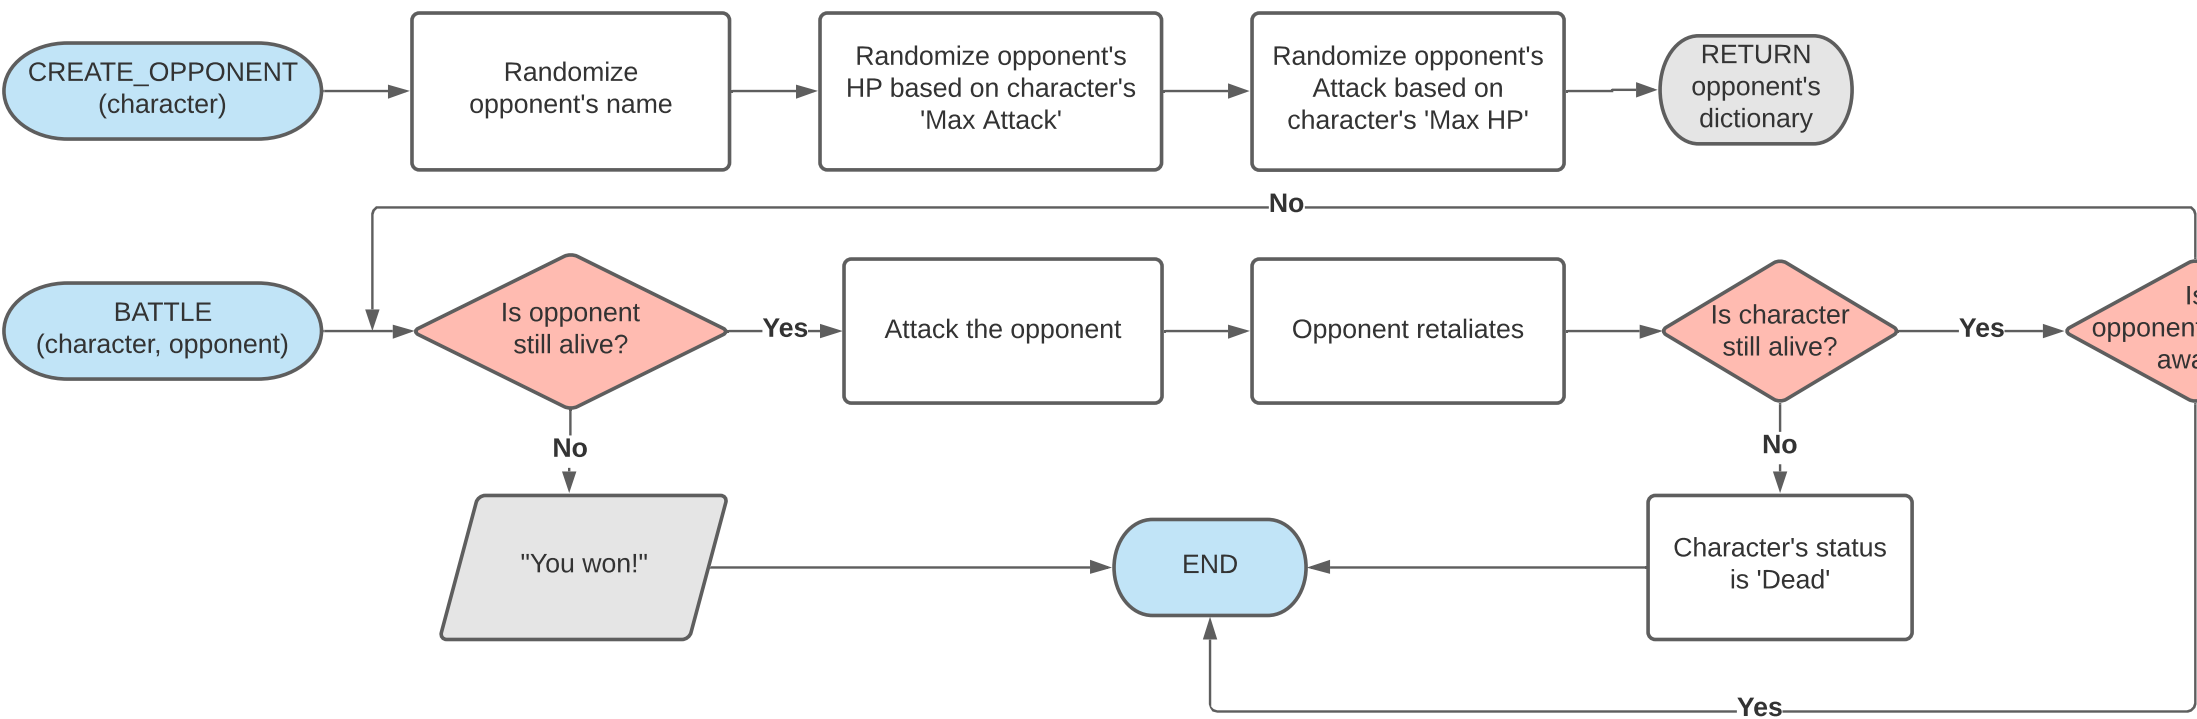 CREATE_OPPONENT
(character)
Randomize
opponent's name
Randomize opponent's
HP based on character's
'Max Attack'
Randomize opponent's
Attack based on
character's 'Max HP'
RETURN
opponent's
dictionary
No
BATTLE
(character, opponent)
Is opponent
still alive?
Yes
Attack the opponent
Opponent retaliates
Is character
still alive?
Yes
opponent
No
No
"You won!"
END
Character's status
is 'Dead'
Yes